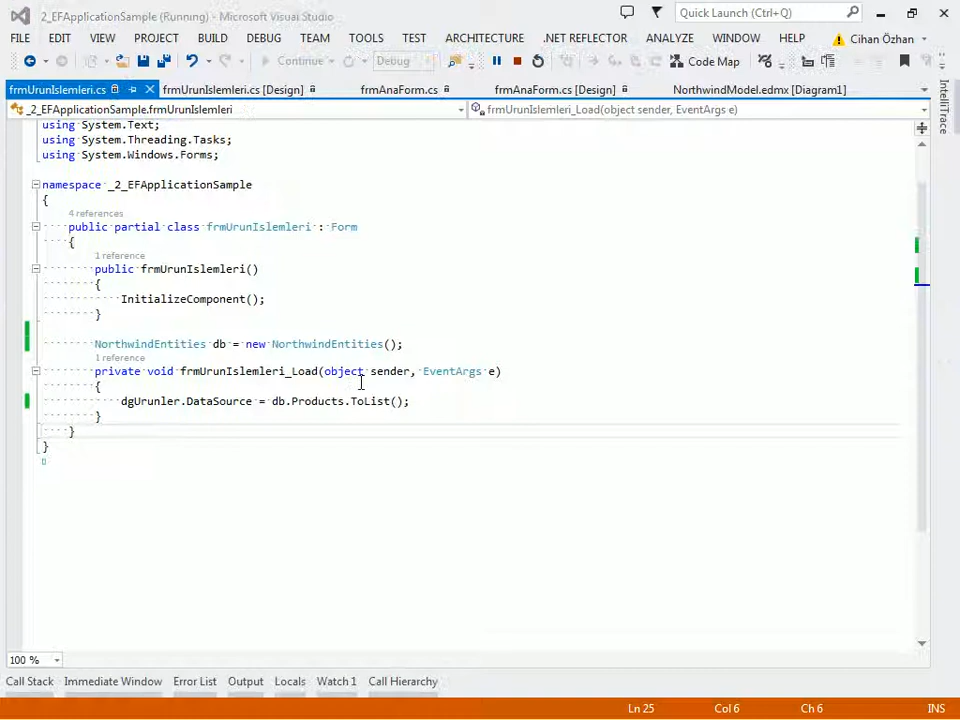 2_EFApplicationSample (Running) - Microsoft Visual Studio
Quick Launch (Ctrl+Q)
FILE EDIT VIEW PROJECT BUILD DEBUG TEAM TOOLS TEST ARCHITECTURE .NET REFLECTOR ANALYZE WINDOW HELP Cihan Özhan
Continue Debug Code Map
frmUrunIslemleri.cs frmUrunIslemleri.cs [Design] frmAnaForm.cs frmAnaForm.cs [Design] NorthwindModel.edmx [Diagram1]
_2_EFApplicationSample.frmUrunIslemleri frmUrunIslemleri_Load(object sender, EventArgs e)
IntelliTrace
using System.Text;
using System.Threading.Tasks;
using System.Windows.Forms;
namespace _2_EFApplicationSample
{
4 references
public partial class frmUrunIslemleri : Form
{
1 reference
public frmUrunIslemleri()
{
InitializeComponent();
}
NorthwindEntities db = new NorthwindEntities();
1 reference
private void frmUrunIslemleri_Load(object sender, EventArgs e)
{
dgUrunler.DataSource = db.Products.ToList();
}
}
}
100 %
Call Stack Immediate Window Error List Output Locals Watch 1 Call Hierarchy
Ln 25 Col 6 Ch 6 INS